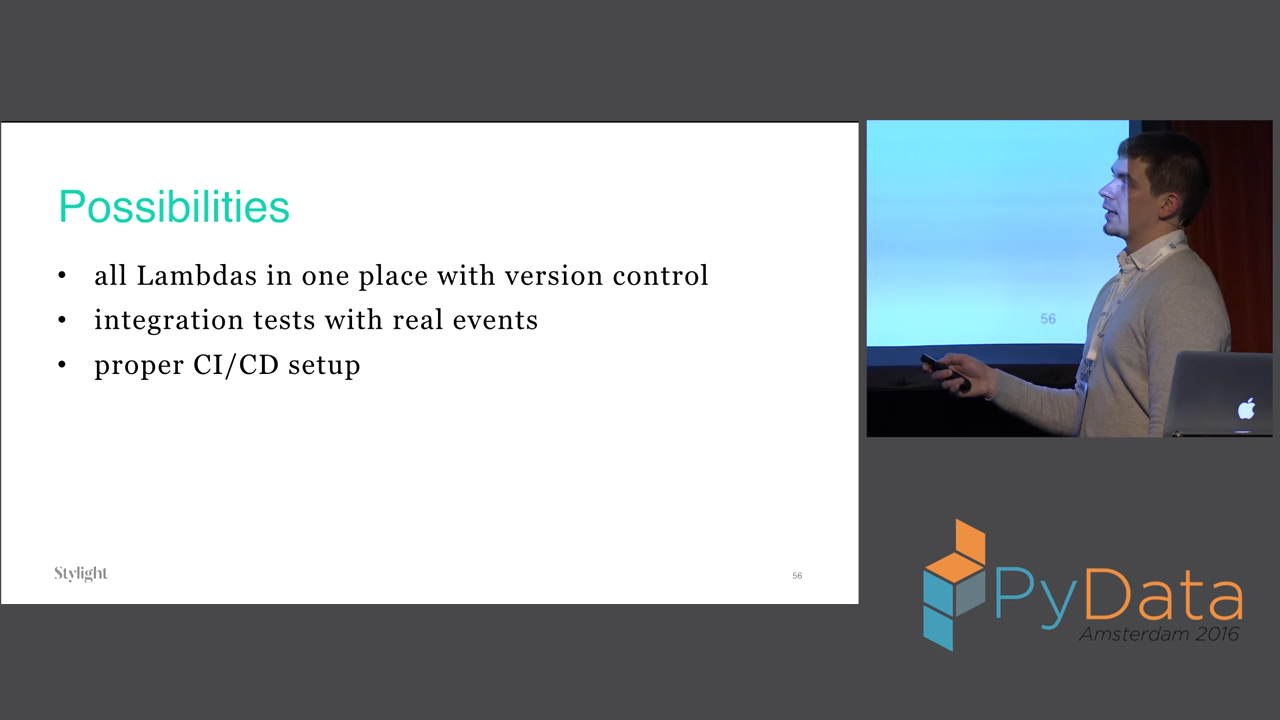 Possibilities
• all Lambdas in one place with version control
• integration tests with real events
• proper CI/CD setup
Stylight
56
56
PyData
Amsterdam 2016